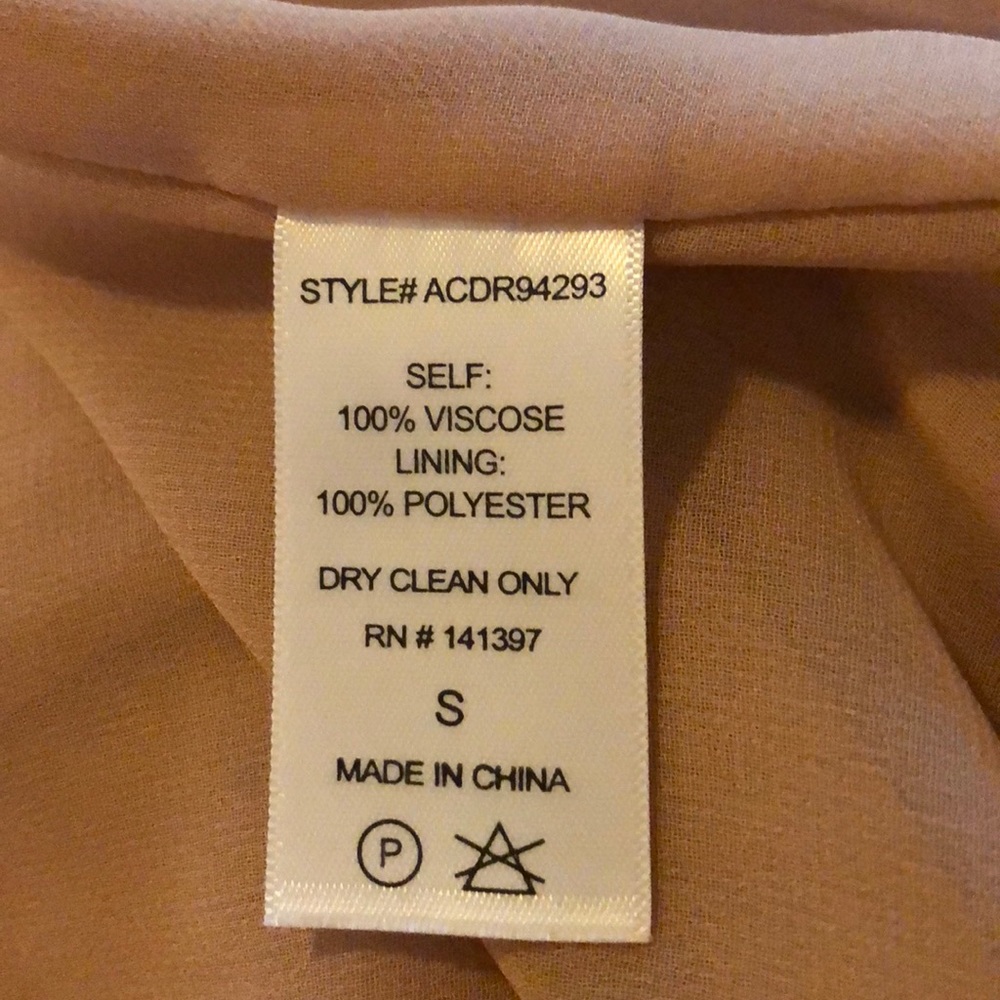 STYLE# ACDR94293
SELF:
100% VISCOSE
LINING:
100% POLYESTER
DRY CLEAN ONLY
RN # 141397
S
MADE IN CHINA
P